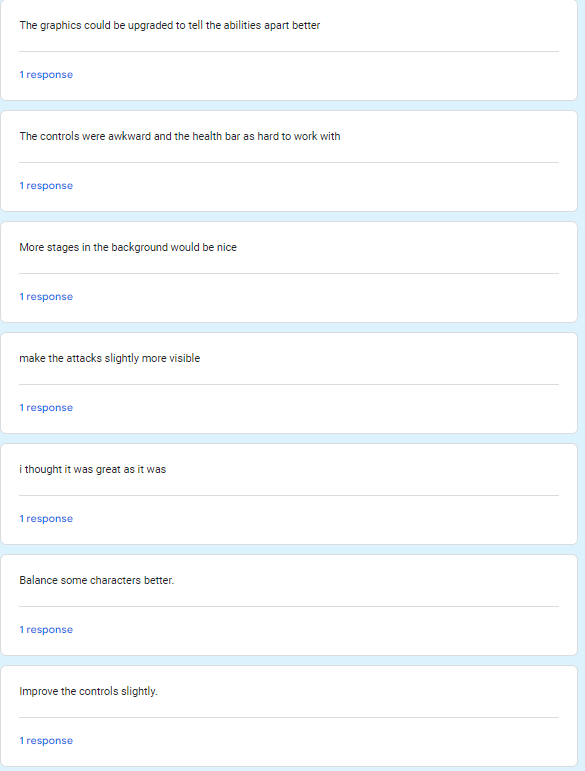 The graphics could be upgraded to tell the abilities apart better
1 response
The controls were awkward and the health bar as hard to work with
1 response
More stages in the background would be nice
1 response
make the attacks slightly more visible
1 response
i thought it was great as it was
1 response
Balance some characters better.
1 response
Improve the controls slightly.
1 response